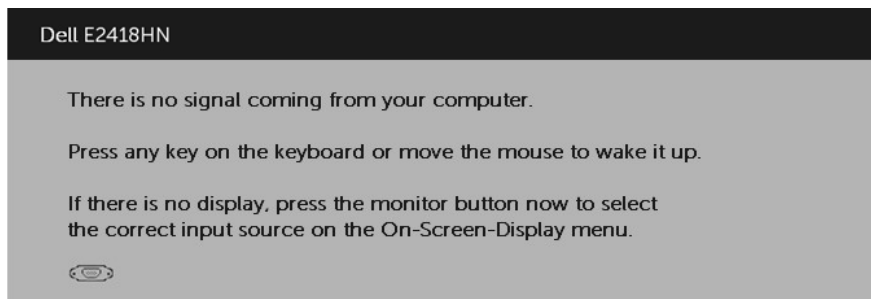 Dell E2418HN
There is no signal coming from your computer.
Press any key on the keyboard or move the mouse to wake it up.
If there is no display, press the monitor button now to select
the correct input source on the On-Screen-Display menu.